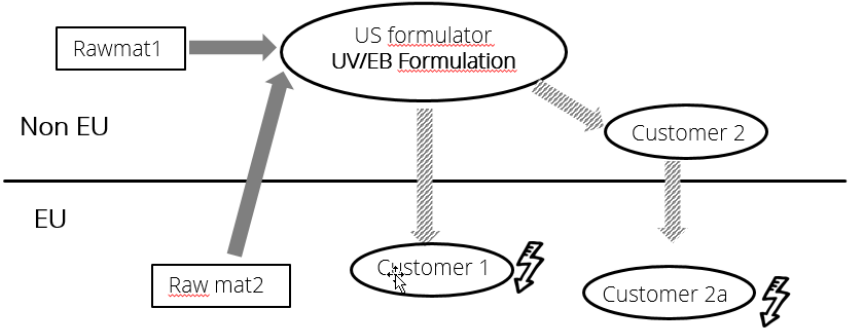 Rawmat1
US formulator
UV/EB Formulation
Non EU
Customer 2
EU
Raw mat2
Customer 1
Customer 2a